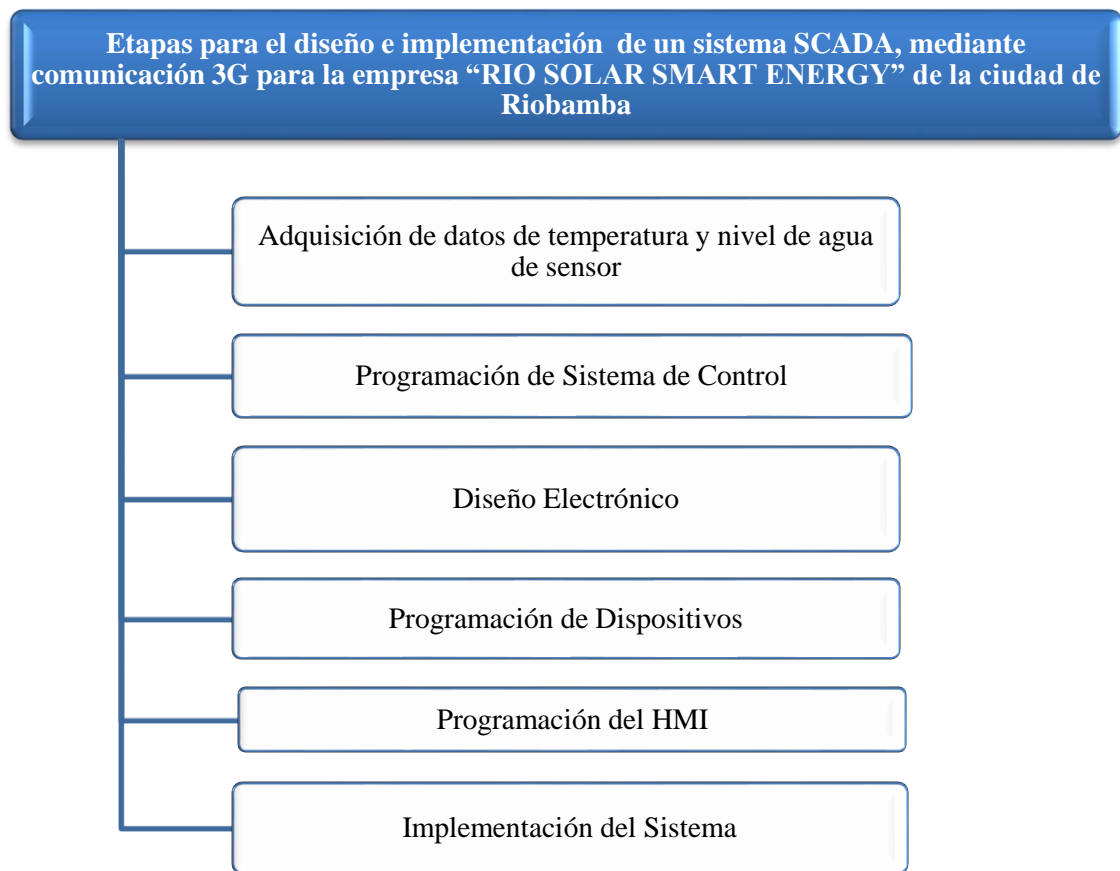 Etapas para el diseño e implementación de un sistema SCADA, mediante
comunicación 3G para la empresa “RIO SOLAR SMART ENERGY” de la ciudad de
Riobamba
Adquisición de datos de temperatura y nivel de agua
de sensor
Programación de Sistema de Control
Diseño Electrónico
Programación de Dispositivos
Programación del HMI
Implementación del Sistema